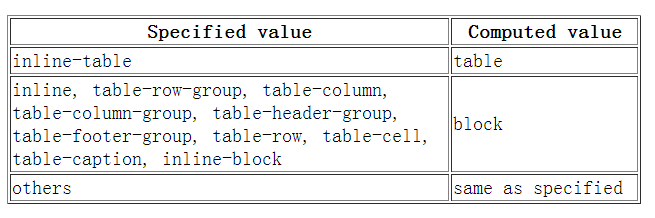 Specified value Computed value
inline-table table
inline, table-row-group, table-column,
table-column-group, table-header-group,
table-footer-group, table-row, table-cell,
table-caption, inline-block
block
others same as specified